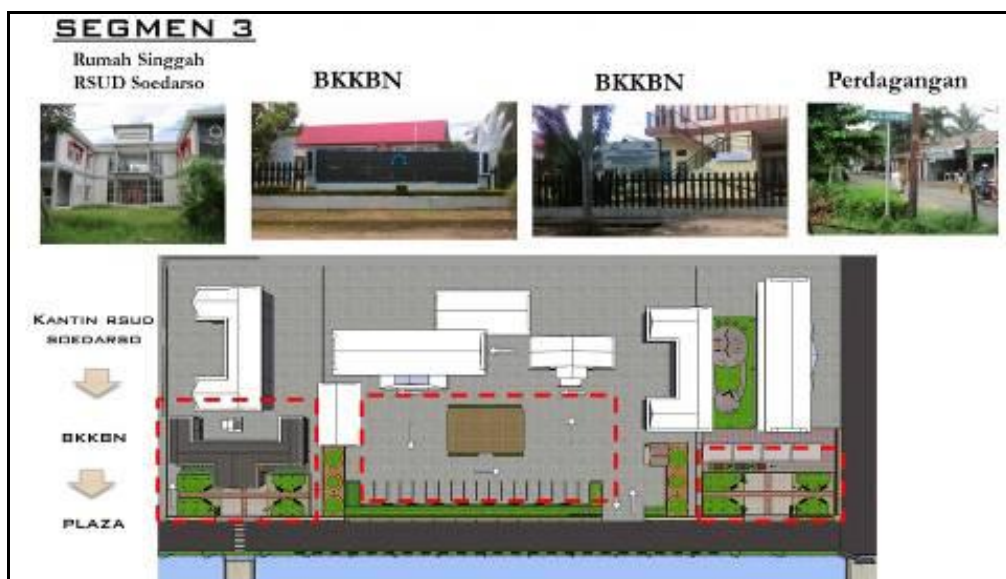 SEGMEN 3
Rumah Singgah
RSUD Soedarso
BKKBN
BKKBN
Perdagangan
KANTIN RSUD
SOEDARSO
BKKBN
PLAZA